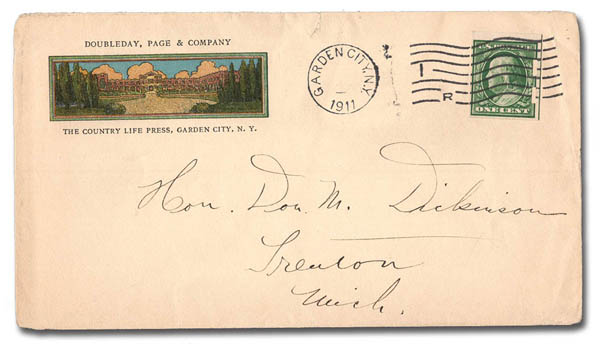 DOUBLEDAY, PAGE & COMPANY
THE COUNTRY LIFE PRESS, GARDEN CITY, N. Y.
GARDEN CITY, N.Y.
1911
I
R
ONE CENT
Hon. Don. M. Dickinson
Trenton
Mich.